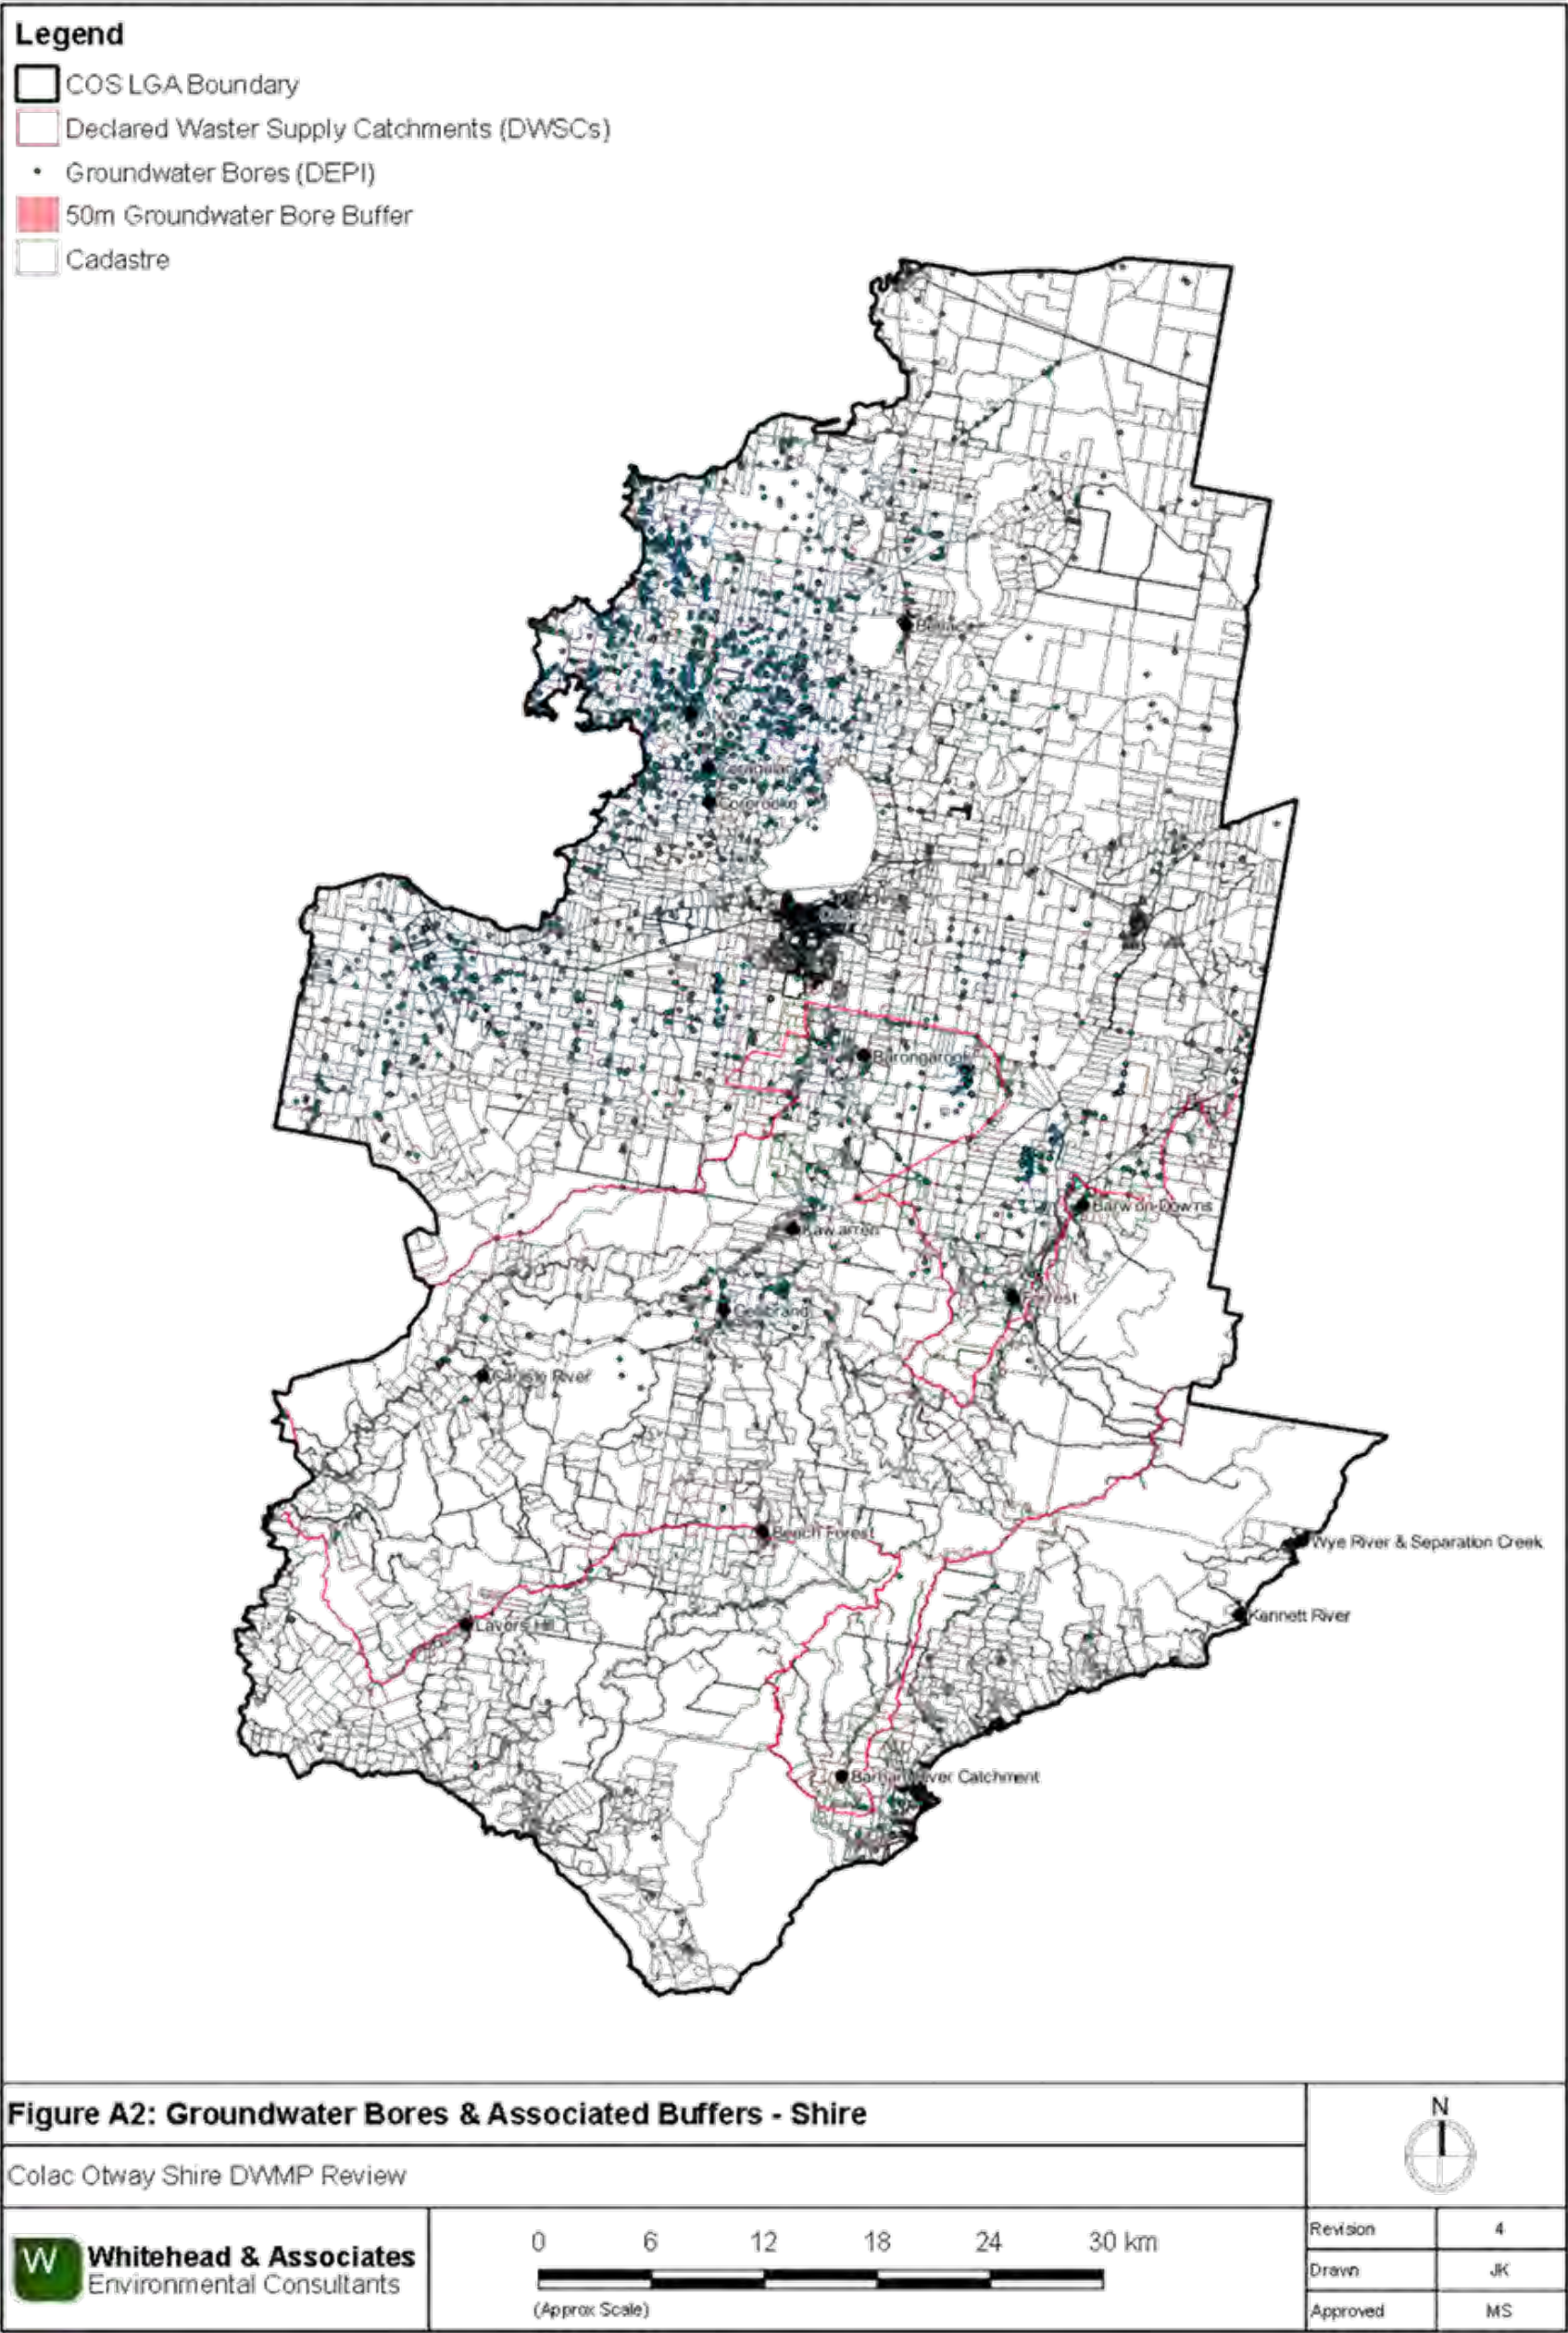 Legend
COS LGA Boundary
Declared Waster Supply Catchments (DWSCs)
Groundwater Bores (DEPI)
50m Groundwater Bore Buffer
Cadastre
Beeac
Cororooke
Barongarook
Barwon Downs
Kawarren
Forrest
Gellibrand
Carlisle River
Beech Forest
Wye River & Separation Creek
Lavers Hill
Kennett River
Barham River Catchment
Figure A2: Groundwater Bores & Associated Buffers - Shire
N
Colac Otway Shire DWMP Review
W
Whitehead & Associates
Environmental Consultants
0 6 12 18 24 30 km
(Approx Scale)
Revision 4
Drawn JK
Approved MS